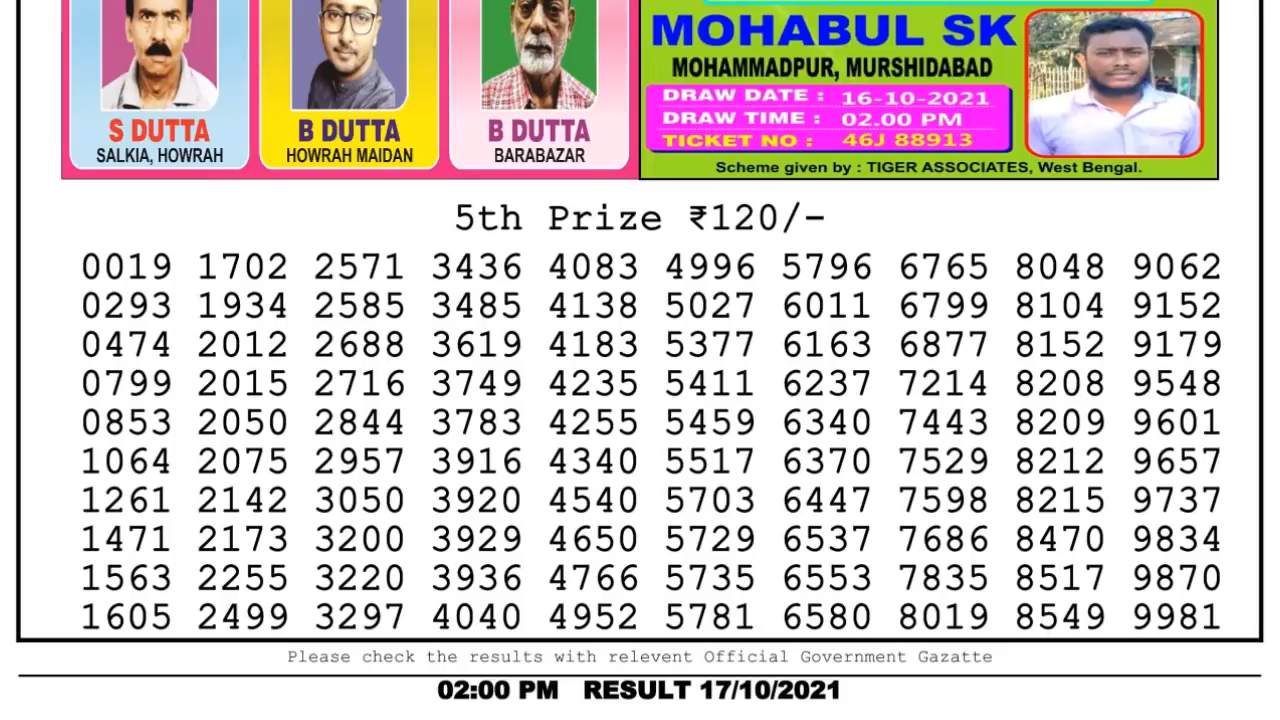 S DUTTA
SALKIA, HOWRAH
B DUTTA
HOWRAH MAIDAN
B DUTTA
BARABAZAR
MOHABUL SK
MOHAMMADPUR, MURSHIDABAD
DRAW DATE : 16-10-2021
DRAW TIME : 02.00 PM
TICKET NO : 46J 88913
Scheme given by : TIGER ASSOCIATES, West Bengal.
5th Prize ₹120/-
0019 1702 2571 3436 4083 4996 5796 6765 8048 9062
0293 1934 2585 3485 4138 5027 6011 6799 8104 9152
0474 2012 2688 3619 4183 5377 6163 6877 8152 9179
0799 2015 2716 3749 4235 5411 6237 7214 8208 9548
0853 2050 2844 3783 4255 5459 6340 7443 8209 9601
1064 2075 2957 3916 4340 5517 6370 7529 8212 9657
1261 2142 3050 3920 4540 5703 6447 7598 8215 9737
1471 2173 3200 3929 4650 5729 6537 7686 8470 9834
1563 2255 3220 3936 4766 5735 6553 7835 8517 9870
1605 2499 3297 4040 4952 5781 6580 8019 8549 9981
Please check the results with relevent Official Government Gazatte
02:00 PM RESULT 17/10/2021